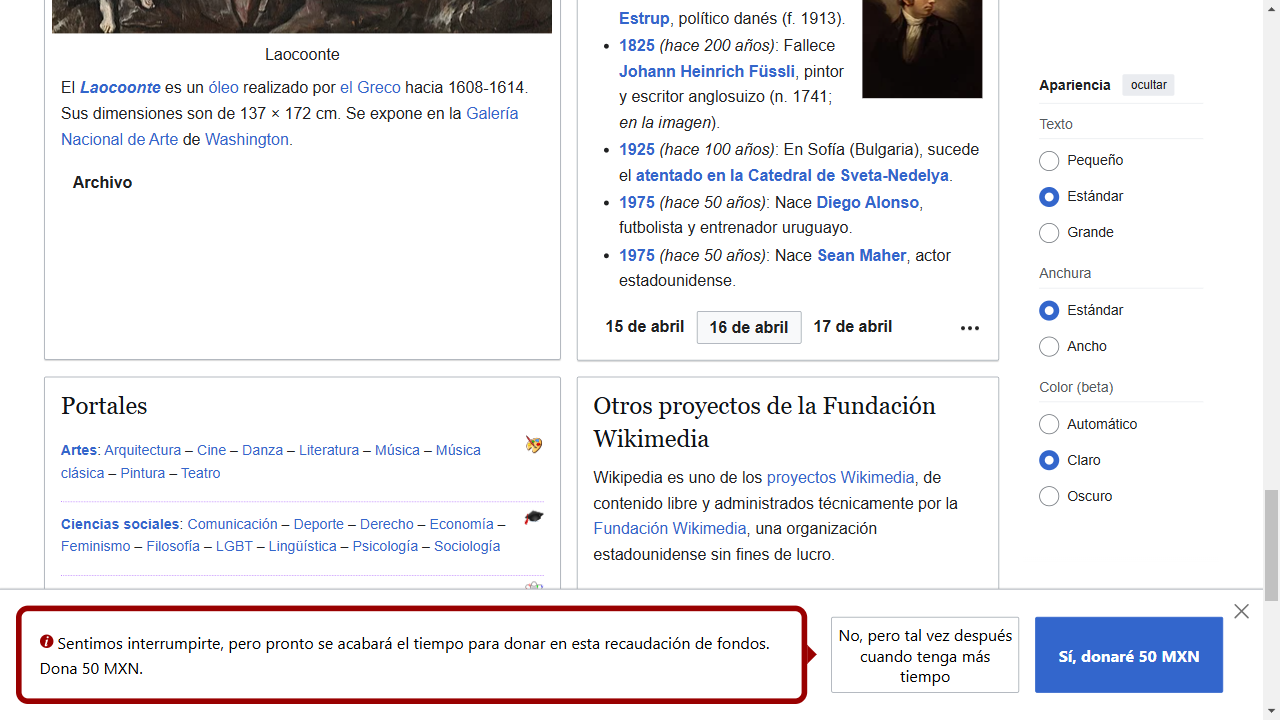 Laocoonte
El Laocoonte es un óleo realizado por el Greco hacia 1608-1614.
Sus dimensiones son de 137 × 172 cm. Se expone en la Galería
Nacional de Arte de Washington.
Archivo
Estrup, político danés (f. 1913).
1825 (hace 200 años): Fallece
Johann Heinrich Füssli, pintor
y escritor anglosuizo (n. 1741;
en la imagen).
1925 (hace 100 años): En Sofía (Bulgaria), sucede
el atentado en la Catedral de Sveta-Nedelya.
1975 (hace 50 años): Nace Diego Alonso,
futbolista y entrenador uruguayo.
1975 (hace 50 años): Nace Sean Maher, actor
estadounidense.
15 de abril 16 de abril 17 de abril
Portales
Artes: Arquitectura – Cine – Danza – Literatura – Música – Música
clásica – Pintura – Teatro
Ciencias sociales: Comunicación – Deporte – Derecho – Economía –
Feminismo – Filosofía – LGBT – Lingüística – Psicología – Sociología
Otros proyectos de la Fundación
Wikimedia
Wikipedia es uno de los proyectos Wikimedia, de
contenido libre y administrados técnicamente por la
Fundación Wikimedia, una organización
estadounidense sin fines de lucro.
Apariencia ocultar
Texto
Pequeño
Estándar
Grande
Anchura
Estándar
Ancho
Color (beta)
Automático
Claro
Oscuro
Sentimos interrumpirte, pero pronto se acabará el tiempo para donar en esta recaudación de fondos.
Dona 50 MXN.
No, pero tal vez después
cuando tenga más
tiempo
Sí, donaré 50 MXN